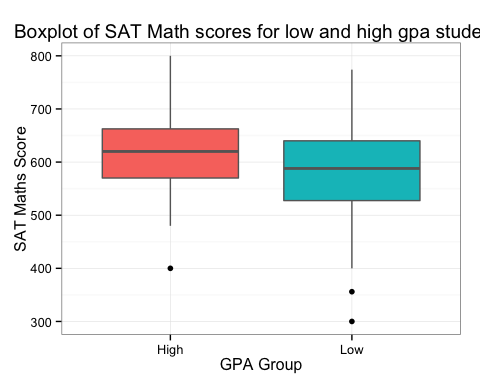 Boxplot of SAT Math scores for low and high gpa stude
SAT Maths Score
800
700
600
500
400
300
High
Low
GPA Group